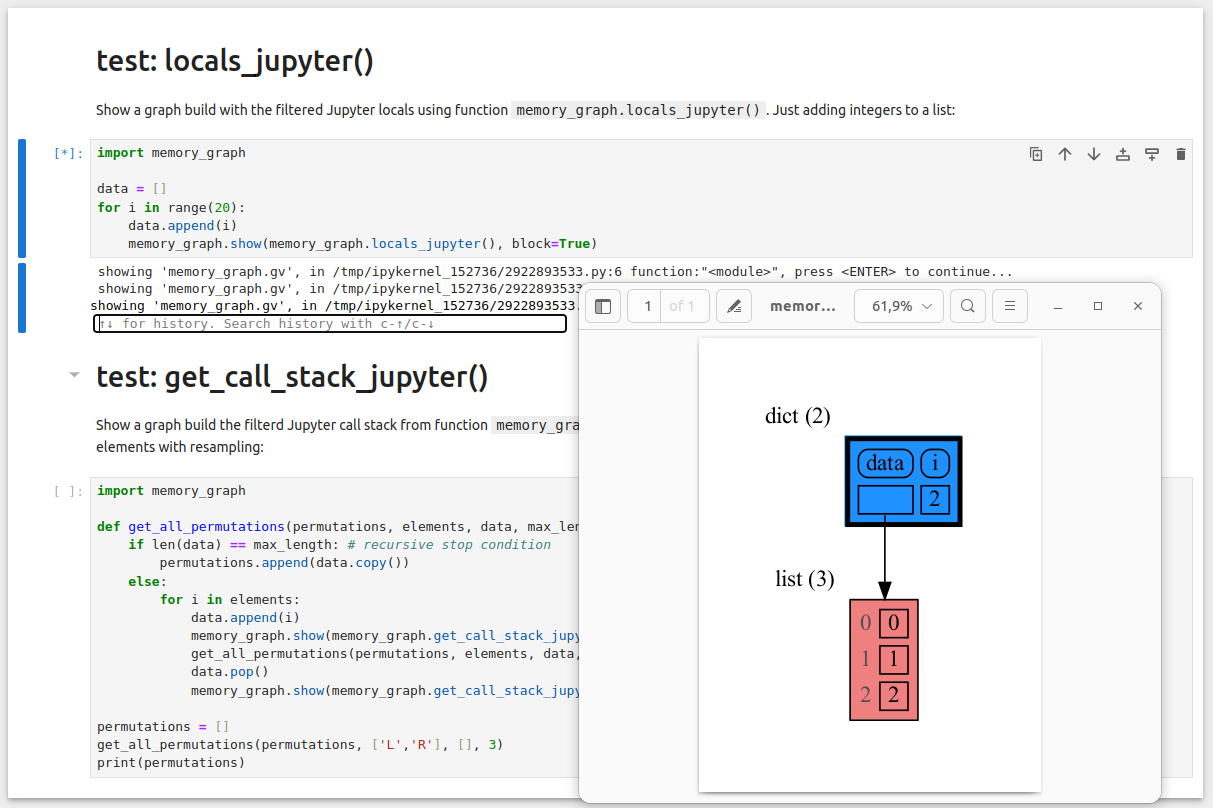 test: locals_jupyter()
Show a graph build with the filtered Jupyter locals using function memory_graph.locals_jupyter() . Just adding integers to a list:
[*]:
import memory_graph
data = []
for i in range(20):
    data.append(i)
    memory_graph.show(memory_graph.locals_jupyter(), block=True)
showing 'memory_graph.gv', in /tmp/ipykernel_152736/2922893533.py:6 function:"<module>", press <ENTER> to continue...
showing 'memory_graph.gv', in /tmp/ipykernel_152736/2922893533
showing 'memory_graph.gv', in /tmp/ipykernel_152736/2922893533.
↑↓ for history. Search history with c-↑/c-↓
test: get_call_stack_jupyter()
Show a graph build the filterd Jupyter call stack from function memory_gra
elements with resampling:
[ ]:
import memory_graph
def get_all_permutations(permutations, elements, data, max_len
    if len(data) == max_length: # recursive stop condition
        permutations.append(data.copy())
    else:
        for i in elements:
            data.append(i)
            memory_graph.show(memory_graph.get_call_stack_jupy
            get_all_permutations(permutations, elements, data,
            data.pop()
            memory_graph.show(memory_graph.get_call_stack_jupy
permutations = []
get_all_permutations(permutations, ['L','R'], [], 3)
print(permutations)
1 of 1
memor...
61,9%
dict (2)
data i
2
list (3)
0 0
1 1
2 2